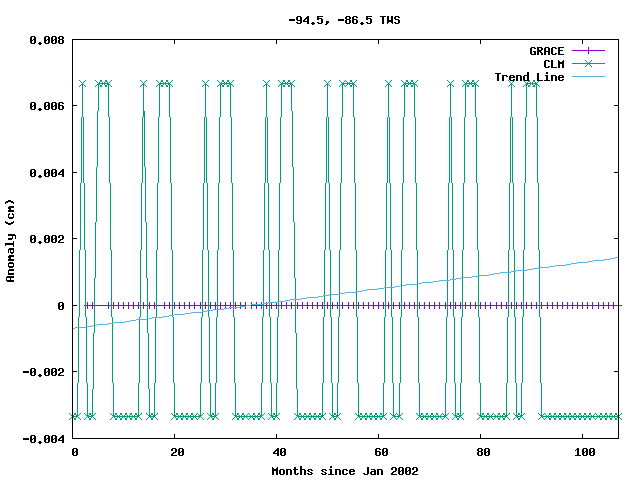 -94.5, -86.5 TWS
GRACE
CLM
Trend Line
Anomaly (cm)
0.008
0.006
0.004
0.002
0
-0.002
-0.004
0 20 40 60 80 100
Months since Jan 2002